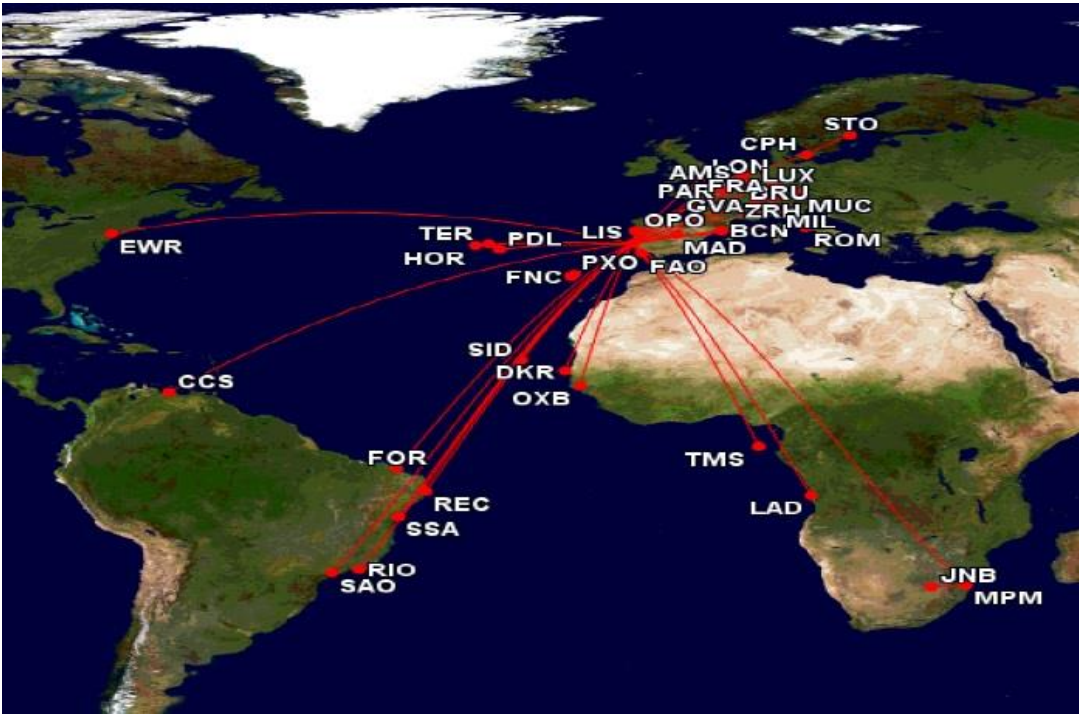 STO
CPH
LON
AMS
LUX
PAR
FRA
BRU
GVA
ZRH
MUC
OPO
MIL
LIS
BCN
ROM
MAD
EWR
TER
PDL
HOR
PXO
FAO
FNC
SID
DKR
CCS
OXB
FOR
TMS
REC
LAD
SSA
RIO
SAO
JNB
MPM